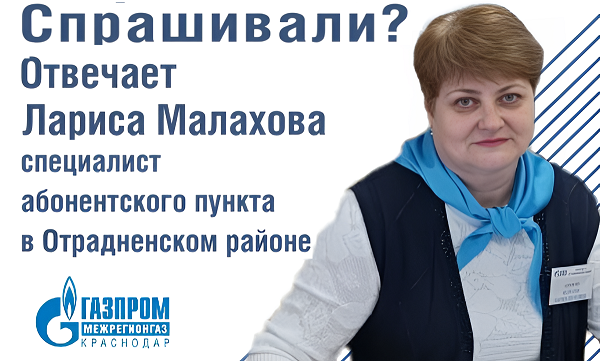 Спрашивали?
Отвечает
Лариса Малахова
специалист
абонентского пункта
в Отрадненском районе
ГАЗПРОМ
МЕЖРЕГИОНГАЗ
КРАСНОДАР